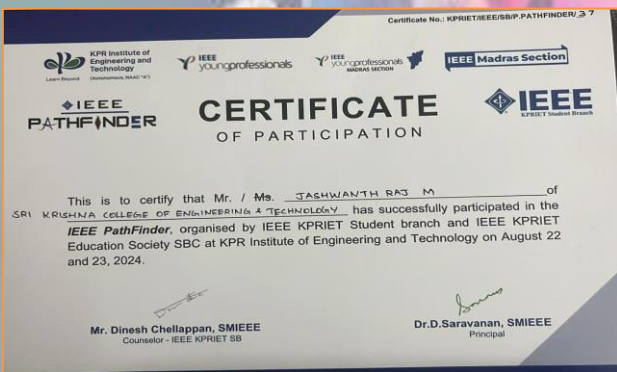 Certificate No.: KPRIET/IEEE/SB/P.PATHFINDER/ 37
KPR Institute of
Engineering and
Technology
(Autonomous, NAAC "A")
Learn Beyond
IEEE
youngprofessionals
IEEE
youngprofessionals
MADRAS SECTION
IEEE Madras Section
IEEE
PATHFINDER
CERTIFICATE
OF PARTICIPATION
IEEE
KPRIET Student Branch
This is to certify that Mr. / Ms. JASHWANTH RAJ M of
SRI KRISHNA COLLEGE OF ENGINEERING & TECHNOLOGY has successfully participated in the
IEEE PathFinder, organised by IEEE KPRIET Student branch and IEEE KPRIET
Education Society SBC at KPR Institute of Engineering and Technology on August 22
and 23, 2024.
Mr. Dinesh Chellappan, SMIEEE
Counselor - IEEE KPRIET SB
Dr.D.Saravanan, SMIEEE
Principal